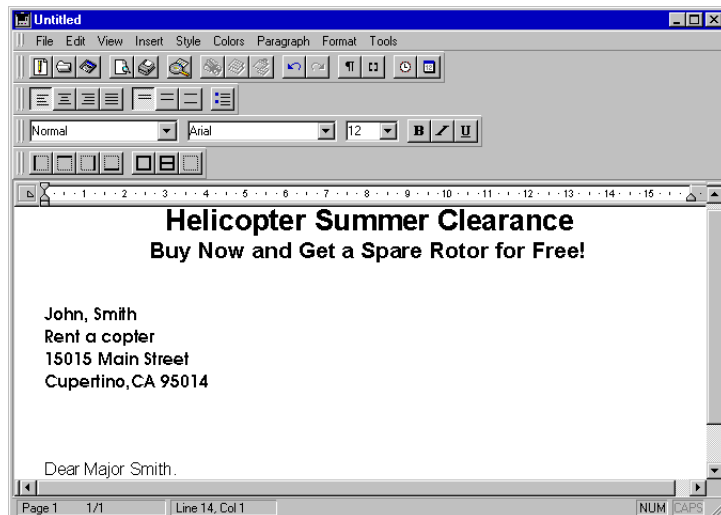 Untitled
File Edit View Insert Style Colors Paragraph Format Tools
Normal Arial 12 B I U
1 2 3 4 5 6 7 8 9 10 11 12 13 14 15
Helicopter Summer Clearance
Buy Now and Get a Spare Rotor for Free!
John, Smith
Rent a copter
15015 Main Street
Cupertino,CA 95014
Dear Major Smith.
Page 1 1/1 Line 14, Col 1 NUM CAPS